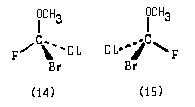 OCH3 OCH3
F C Cl Cl C F
Br Br
(14) (15)